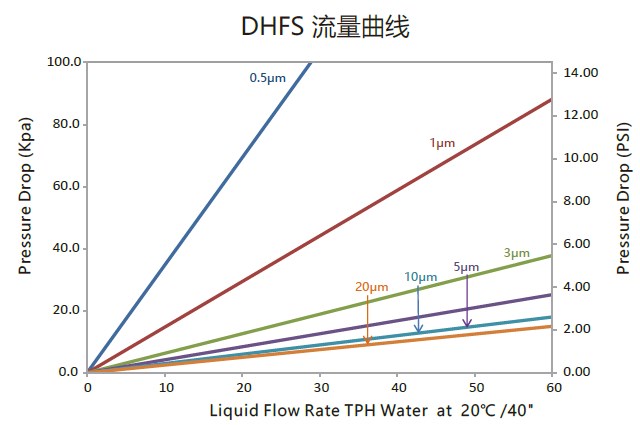 DHFS 流量曲线
Pressure Drop (Kpa)
100.0
80.0
60.0
40.0
20.0
0.0
0.5μm
1μm
3μm
5μm
10μm
20μm
14.00
12.00
10.00
8.00
6.00
4.00
2.00
0.00
Pressure Drop (PSI)
0 10 20 30 40 50 60
Liquid Flow Rate TPH Water at 20℃ /40"